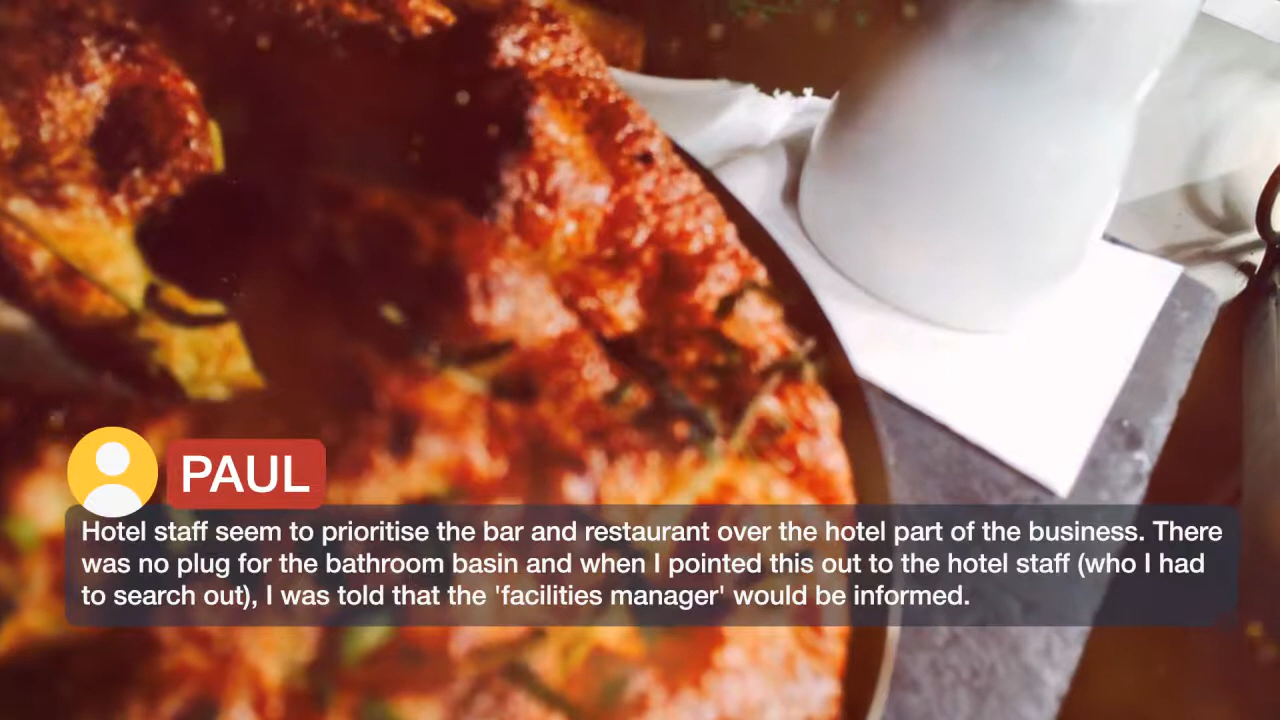 PAUL
Hotel staff seem to prioritise the bar and restaurant over the hotel part of the business. There
was no plug for the bathroom basin and when I pointed this out to the hotel staff (who I had
to search out), I was told that the 'facilities manager' would be informed.